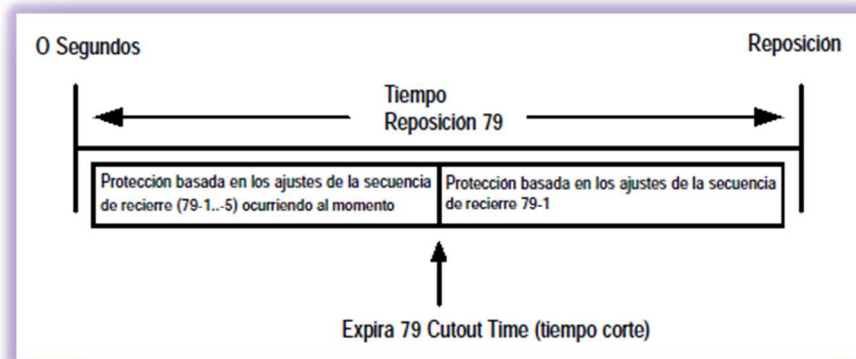 O Segundos
Reposición
Tiempo
Reposición 79
Protección basada en los ajustes de la secuencia
de recierre (79-1..-5) ocurriendo al momento
Protección basada en los ajustes de la secuencia
de recierre 79-1
Expira 79 Cutout Time (tiempo corte)